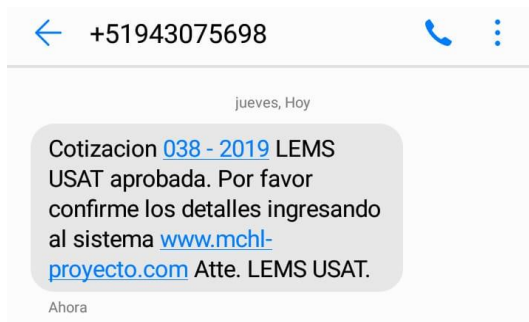 +51943075698
jueves, Hoy
Cotizacion 038 - 2019 LEMS
USAT aprobada. Por favor
confirme los detalles ingresando
al sistema www.mchl-
proyecto.com Atte. LEMS USAT.
Ahora